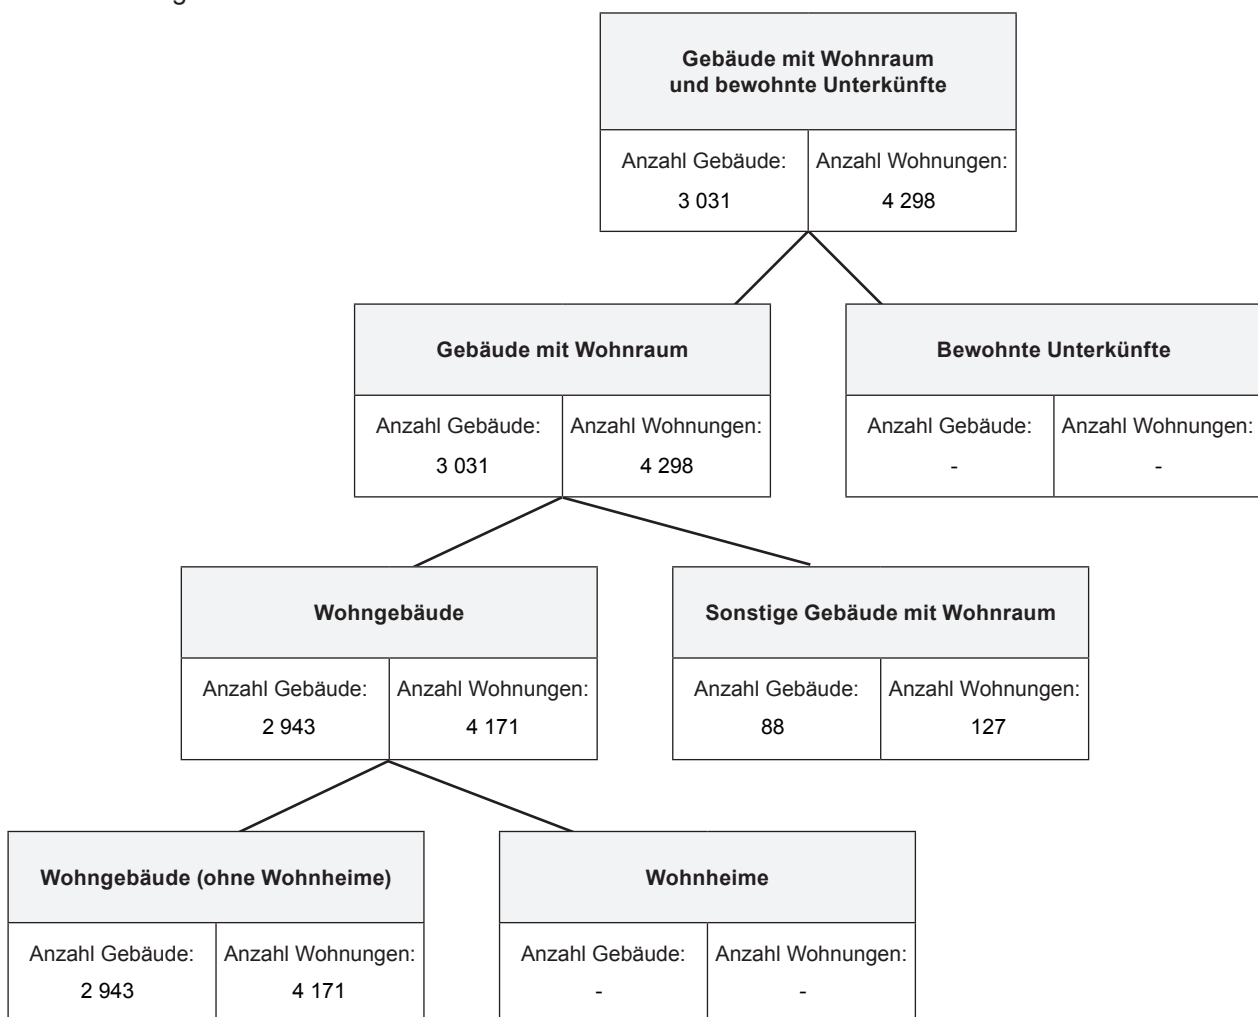 Gebäude mit Wohnraum
und bewohnte Unterkünfte
Anzahl Gebäude: Anzahl Wohnungen:
3 031 4 298
Gebäude mit Wohnraum Bewohnte Unterkünfte
Anzahl Gebäude: Anzahl Wohnungen: Anzahl Gebäude: Anzahl Wohnungen:
3 031 4 298 - -
Wohngebäude Sonstige Gebäude mit Wohnraum
Anzahl Gebäude: Anzahl Wohnungen: Anzahl Gebäude: Anzahl Wohnungen:
2 943 4 171 88 127
Wohngebäude (ohne Wohnheime) Wohnheime
Anzahl Gebäude: Anzahl Wohnungen: Anzahl Gebäude: Anzahl Wohnungen:
2 943 4 171 - -